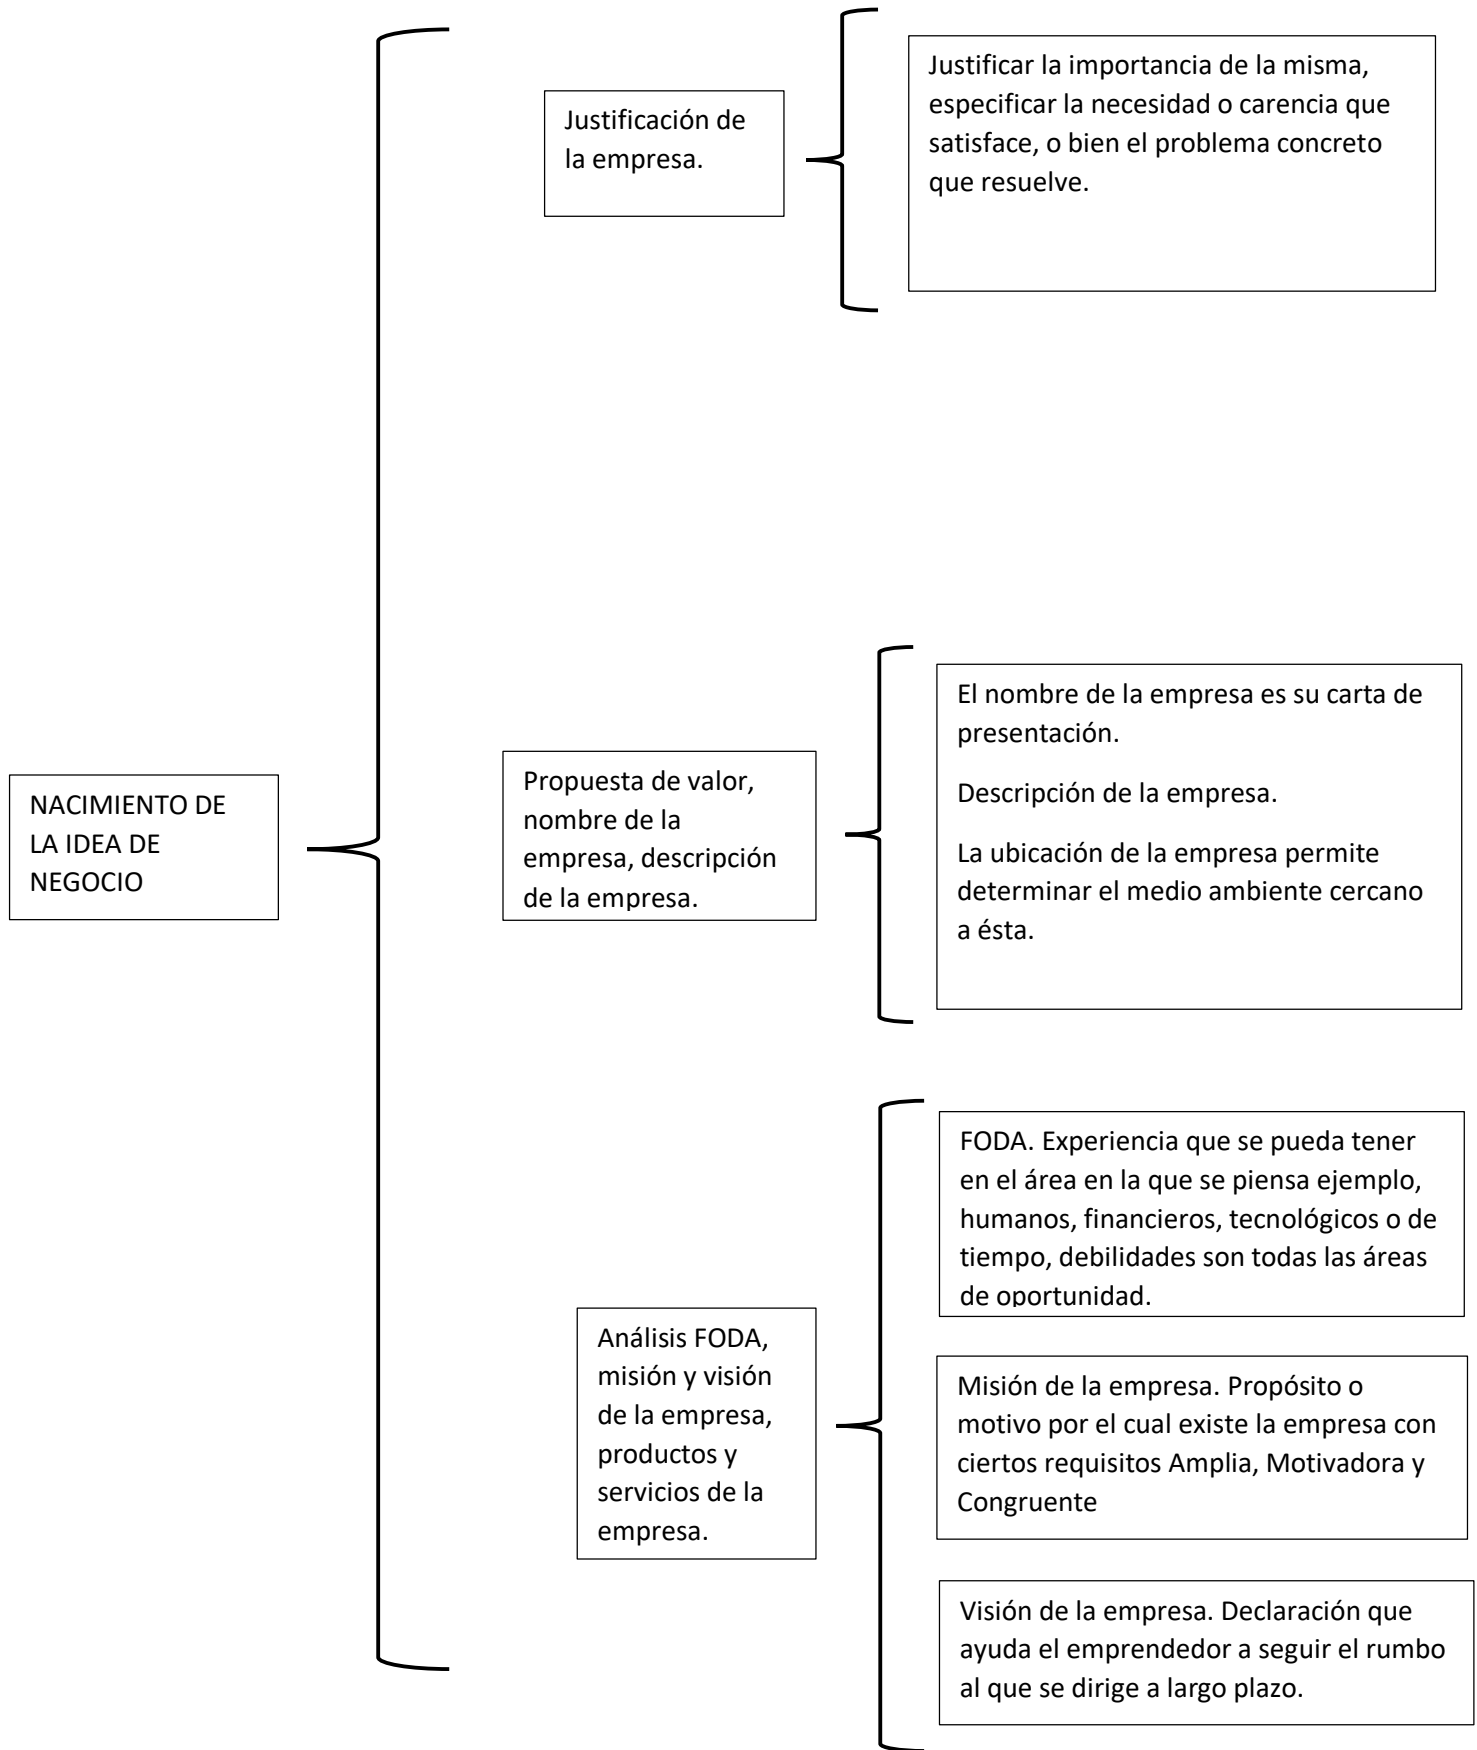 Justificación de
la empresa.
Justificar la importancia de la misma,
especificar la necesidad o carencia que
satisface, o bien el problema concreto
que resuelve.
NACIMIENTO DE
LA IDEA DE
NEGOCIO
Propuesta de valor,
nombre de la
empresa, descripción
de la empresa.
El nombre de la empresa es su carta de
presentación.
Descripción de la empresa.
La ubicación de la empresa permite
determinar el medio ambiente cercano
a ésta.
Análisis FODA,
misión y visión
de la empresa,
productos y
servicios de la
empresa.
FODA. Experiencia que se pueda tener
en el área en la que se piensa ejemplo,
humanos, financieros, tecnológicos o de
tiempo, debilidades son todas las áreas
de oportunidad.
Misión de la empresa. Propósito o
motivo por el cual existe la empresa con
ciertos requisitos Amplia, Motivadora y
Congruente
Visión de la empresa. Declaración que
ayuda el emprendedor a seguir el rumbo
al que se dirige a largo plazo.